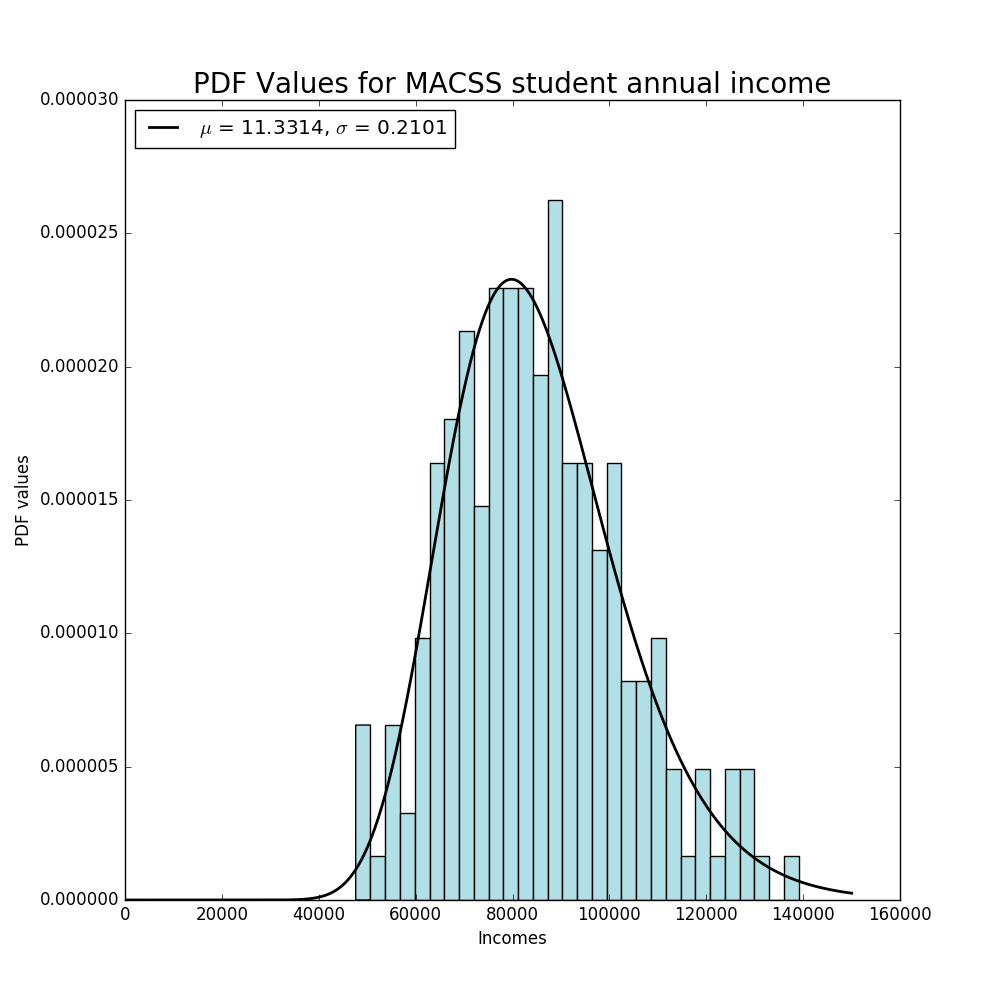 PDF Values for MACSS student annual income
μ = 11.3314, σ = 0.2101
0.000030
0.000025
0.000020
0.000015
0.000010
0.000005
0.000000
PDF values
0 20000 40000 60000 80000 100000 120000 140000 160000
Incomes